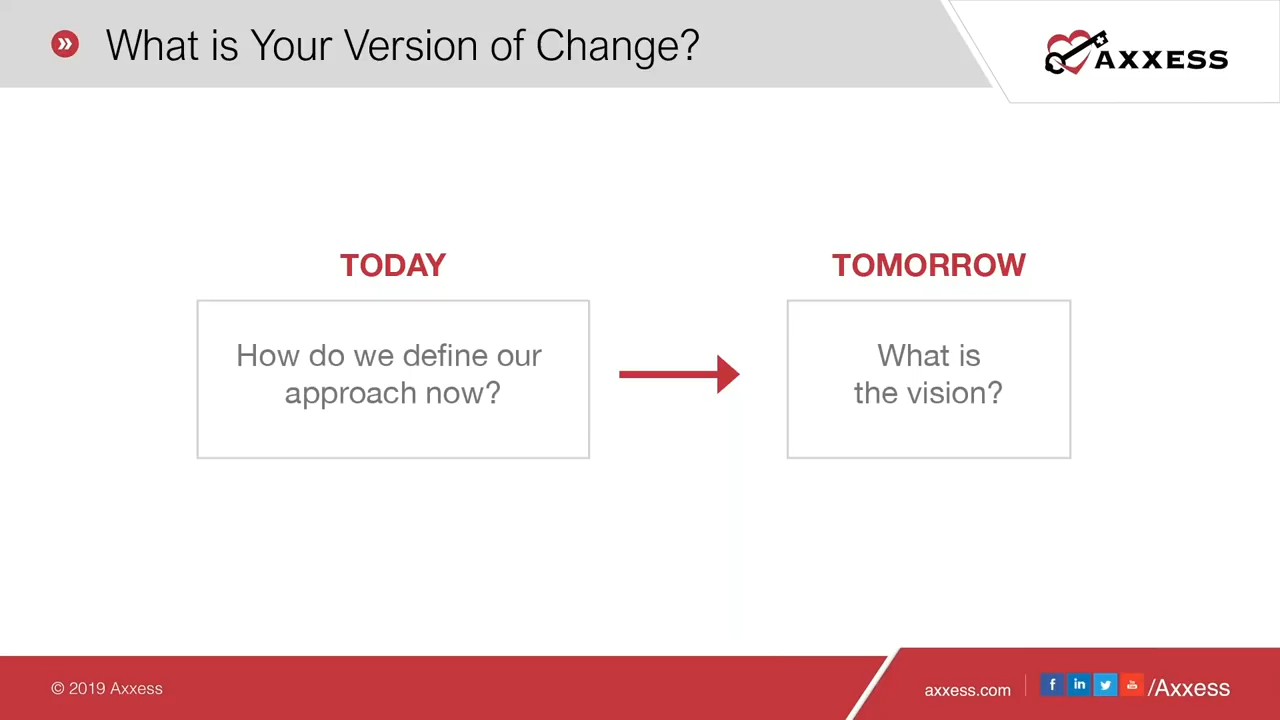 What is Your Version of Change?
AXXESS
TODAY
How do we define our
approach now?
TOMORROW
What is
the vision?
© 2019 Axxess
axxess.com
/Axxess